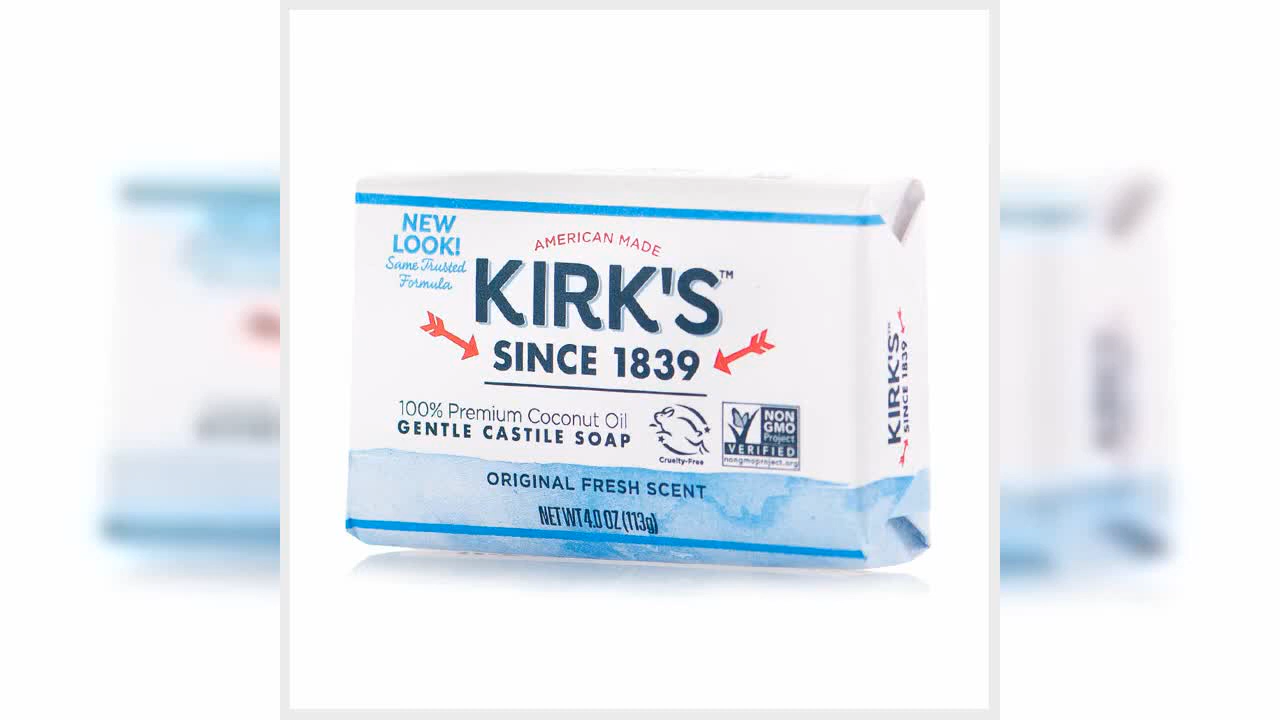 NEW
LOOK!
Same Trusted
Formula
AMERICAN MADE
KIRK'S™
SINCE 1839
100% Premium Coconut Oil
GENTLE CASTILE SOAP
Cruelty-Free
NON
GMO
Project
VERIFIED
nongmoproject.org
ORIGINAL FRESH SCENT
NET WT 4.0 OZ (113g)
KIRK'S™
SINCE 1839